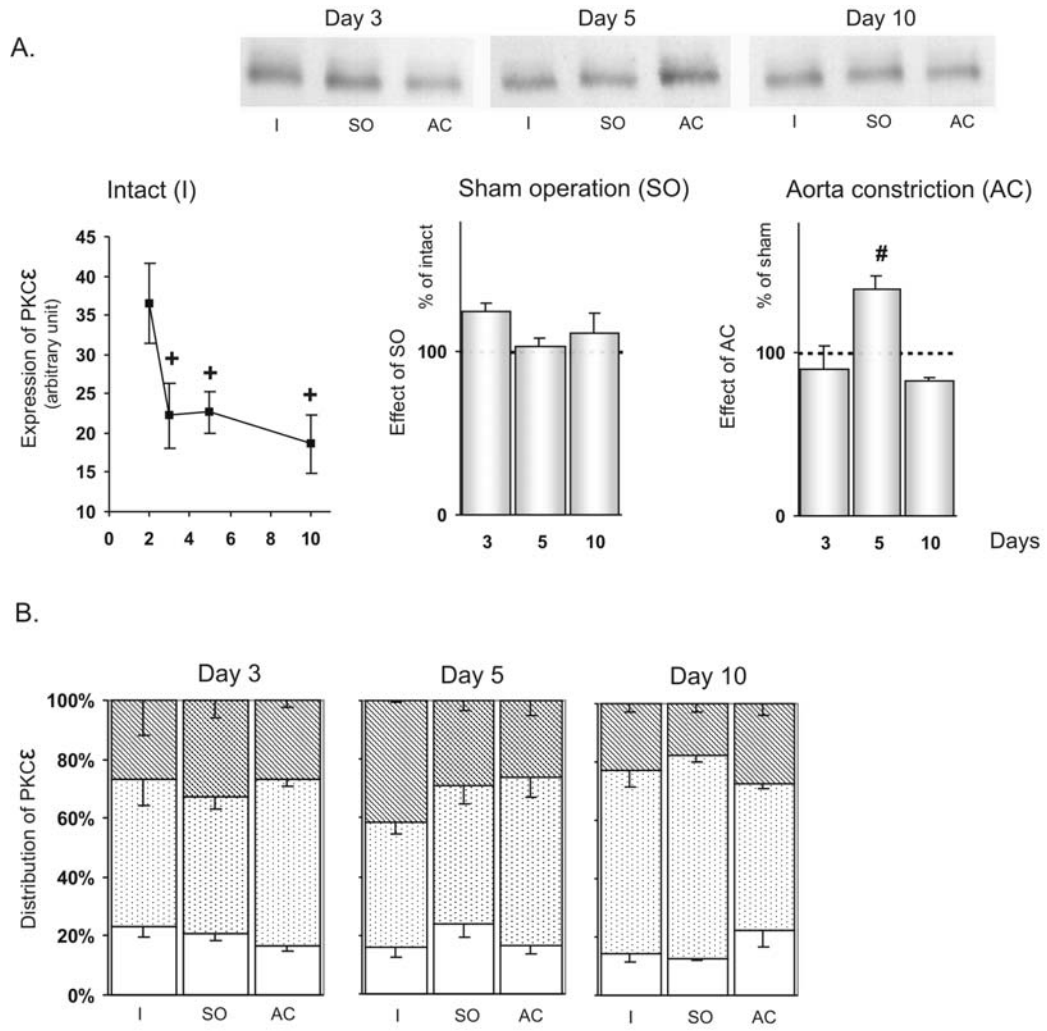 A.
Day 3 Day 5 Day 10
I SO AC I SO AC I SO AC
Intact (I)
Expression of PKCε
(arbitrary unit)
45
40
35
30
25
20
15
10
+ + +
0 2 4 6 8 10
Sham operation (SO)
Effect of SO
% of intact
100
0
3 5 10
Aorta constriction (AC)
Effect of AC
% of sham
#
100
0
3 5 10 Days
B.
Day 3 Day 5 Day 10
Distribution of PKCε
100%
80%
60%
40%
20%
0%
I SO AC I SO AC I SO AC